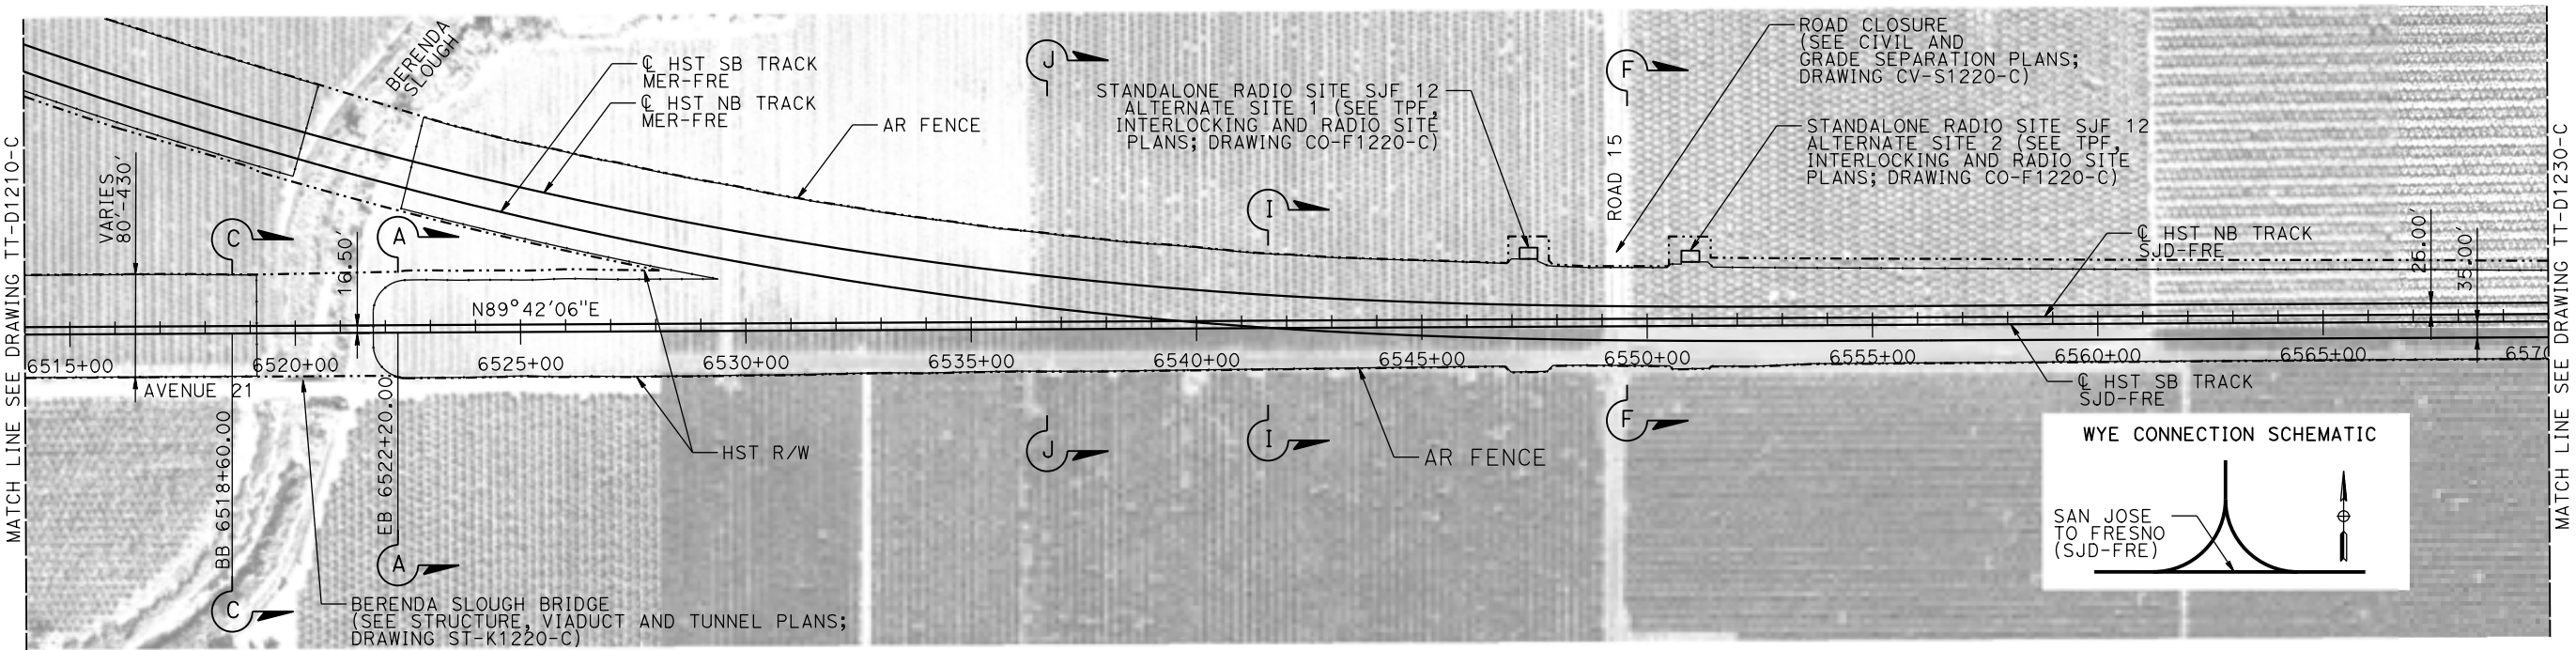 MATCH LINE SEE DRAWING TT-D1210-C
BERENDA
SLOUGH
℄ HST SB TRACK
MER-FRE
℄ HST NB TRACK
MER-FRE
AR FENCE
J
STANDALONE RADIO SITE SJF 12
ALTERNATE SITE 1 (SEE TPF,
INTERLOCKING AND RADIO SITE
PLANS; DRAWING CO-F1220-C)
F
ROAD 15
ROAD CLOSURE
(SEE CIVIL AND
GRADE SEPARATION PLANS;
DRAWING CV-S1220-C)
STANDALONE RADIO SITE SJF 12
ALTERNATE SITE 2 (SEE TPF,
INTERLOCKING AND RADIO SITE
PLANS; DRAWING CO-F1220-C)
VARIES
80'-430'
C
A
16.50'
I
℄ HST NB TRACK
SJD-FRE
25.00'
35.00'
N89°42'06"E
6515+00
6520+00
6525+00
6530+00
6535+00
6540+00
6545+00
6550+00
6555+00
6560+00
6565+00
6570
AVENUE 21
BB 6518+60.00
EB 6522+20.00
HST R/W
J
I
F
AR FENCE
℄ HST SB TRACK
SJD-FRE
A
C
BERENDA SLOUGH BRIDGE
(SEE STRUCTURE, VIADUCT AND TUNNEL PLANS;
DRAWING ST-K1220-C)
WYE CONNECTION SCHEMATIC
SAN JOSE
TO FRESNO
(SJD-FRE)
MATCH LINE SEE DRAWING TT-D1230-C